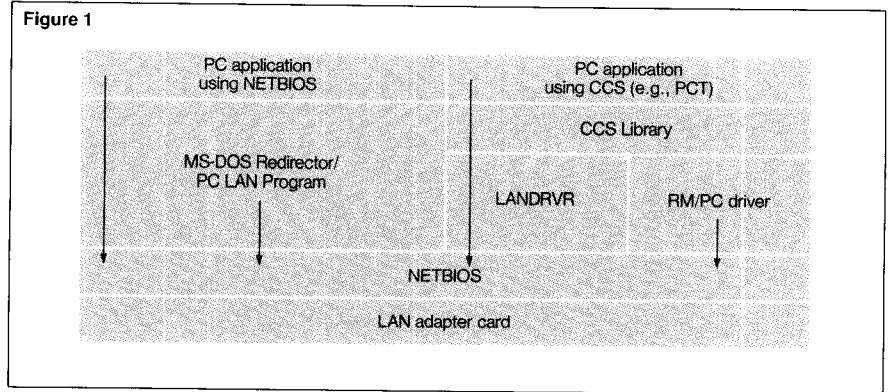 Figure 1
PC application
using NETBIOS
PC application
using CCS (e.g., PCT)
CCS Library
MS-DOS Redirector/
PC LAN Program
LANDRVR
RM/PC driver
NETBIOS
LAN adapter card